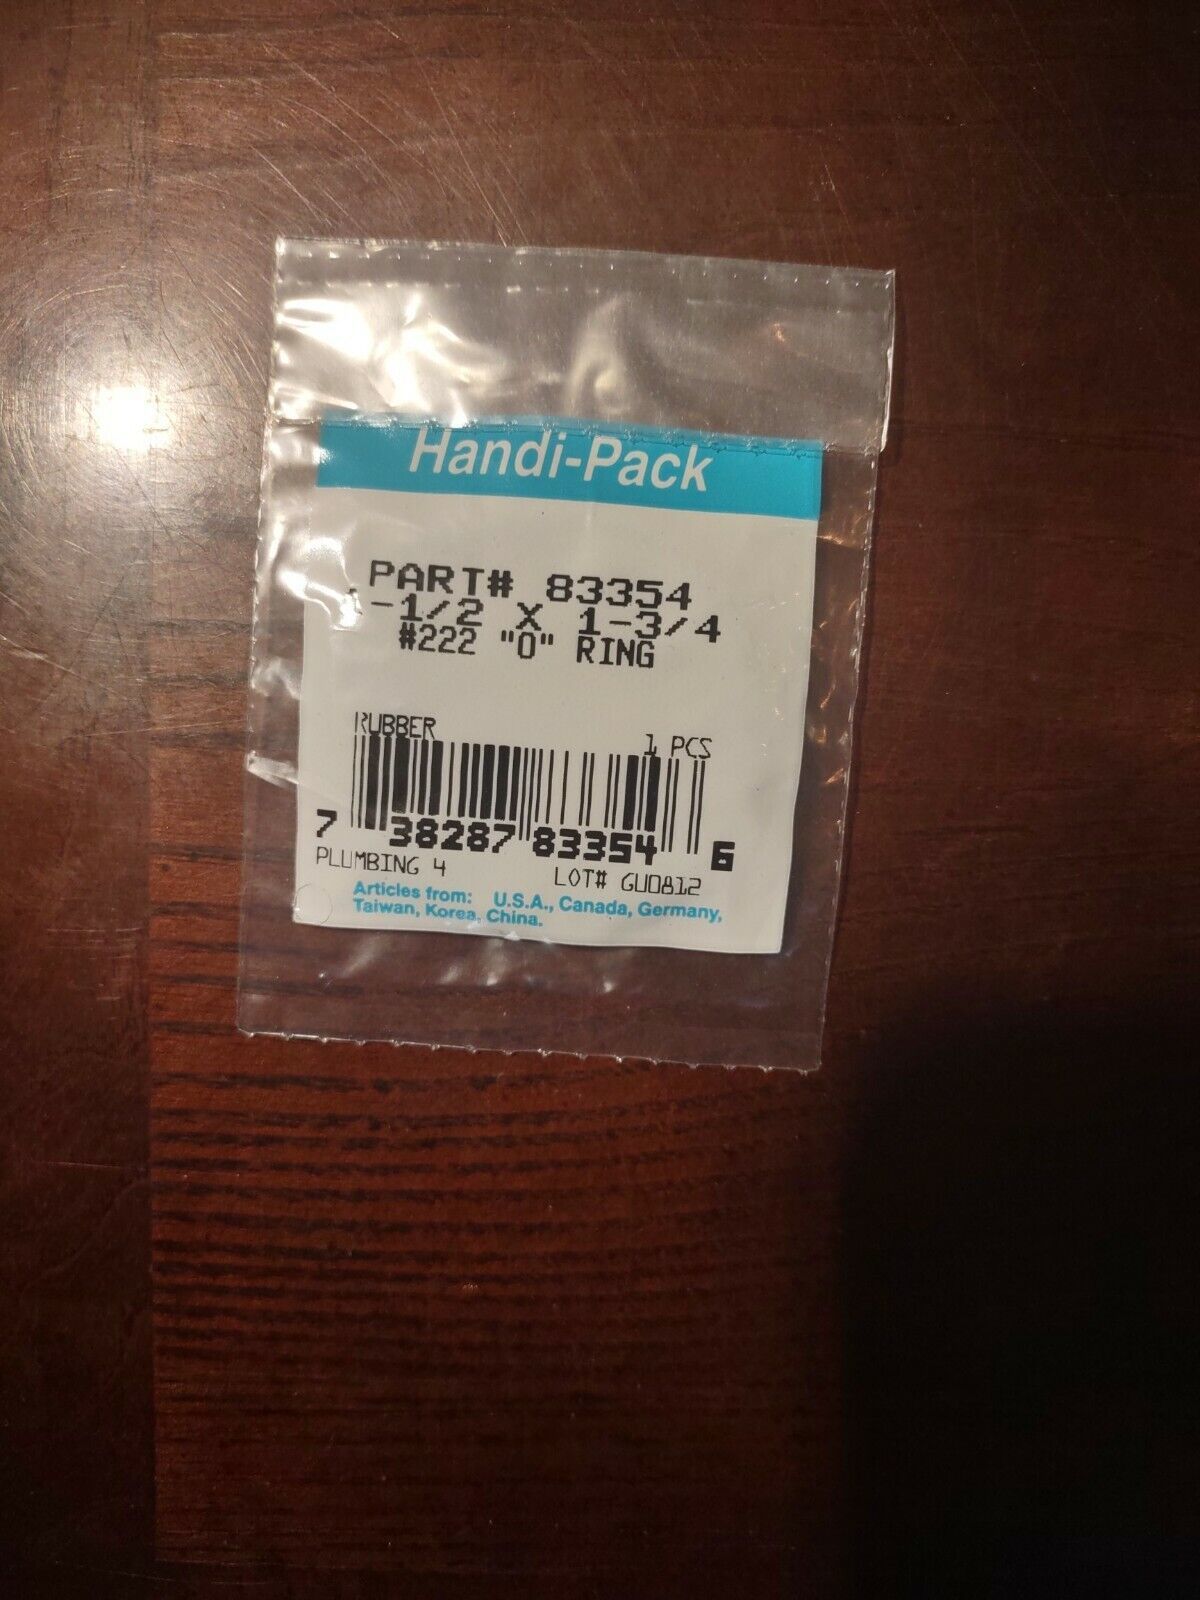 Handi-Pack
PART# 83354
1-1/2 X 1-3/4
#222 "O" RING
RUBBER
1 PCS
7 38287 83354 6
PLUMBING 4 LOT# GU0812
Articles from: U.S.A., Canada, Germany,
Taiwan, Korea, China.